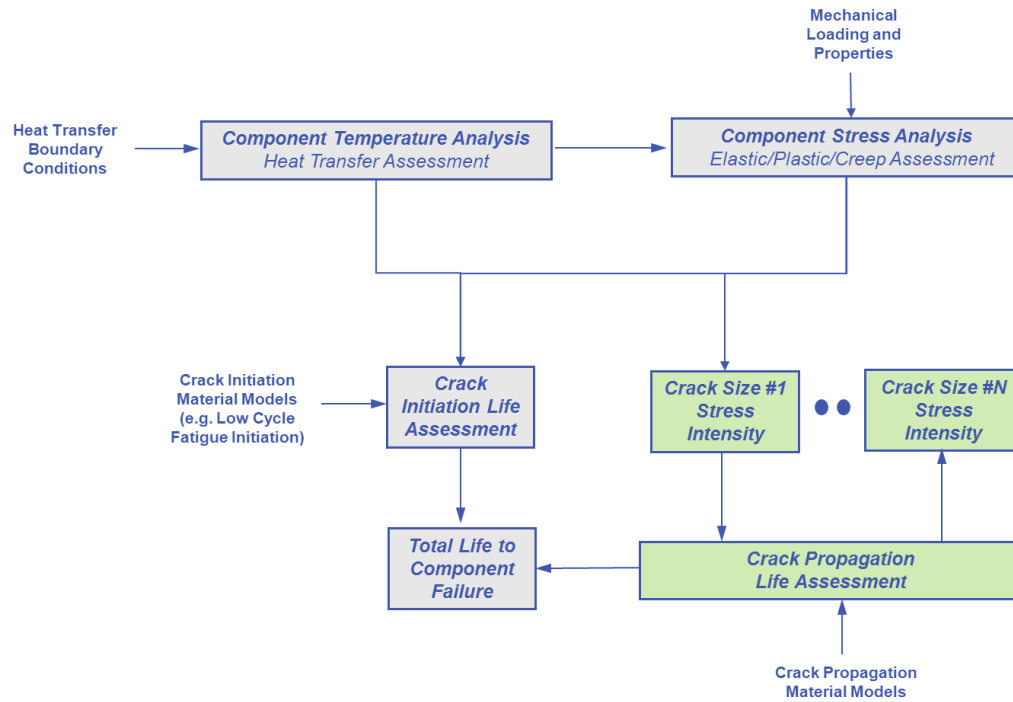 Mechanical
Loading and
Properties
Heat Transfer
Boundary
Conditions
Component Temperature Analysis
Heat Transfer Assessment
Component Stress Analysis
Elastic/Plastic/Creep Assessment
Crack Initiation
Material Models
(e.g. Low Cycle
Fatigue Initiation)
Crack
Initiation Life
Assessment
Crack Size #1
Stress
Intensity
Crack Size #N
Stress
Intensity
Total Life to
Component
Failure
Crack Propagation
Life Assessment
Crack Propagation
Material Models